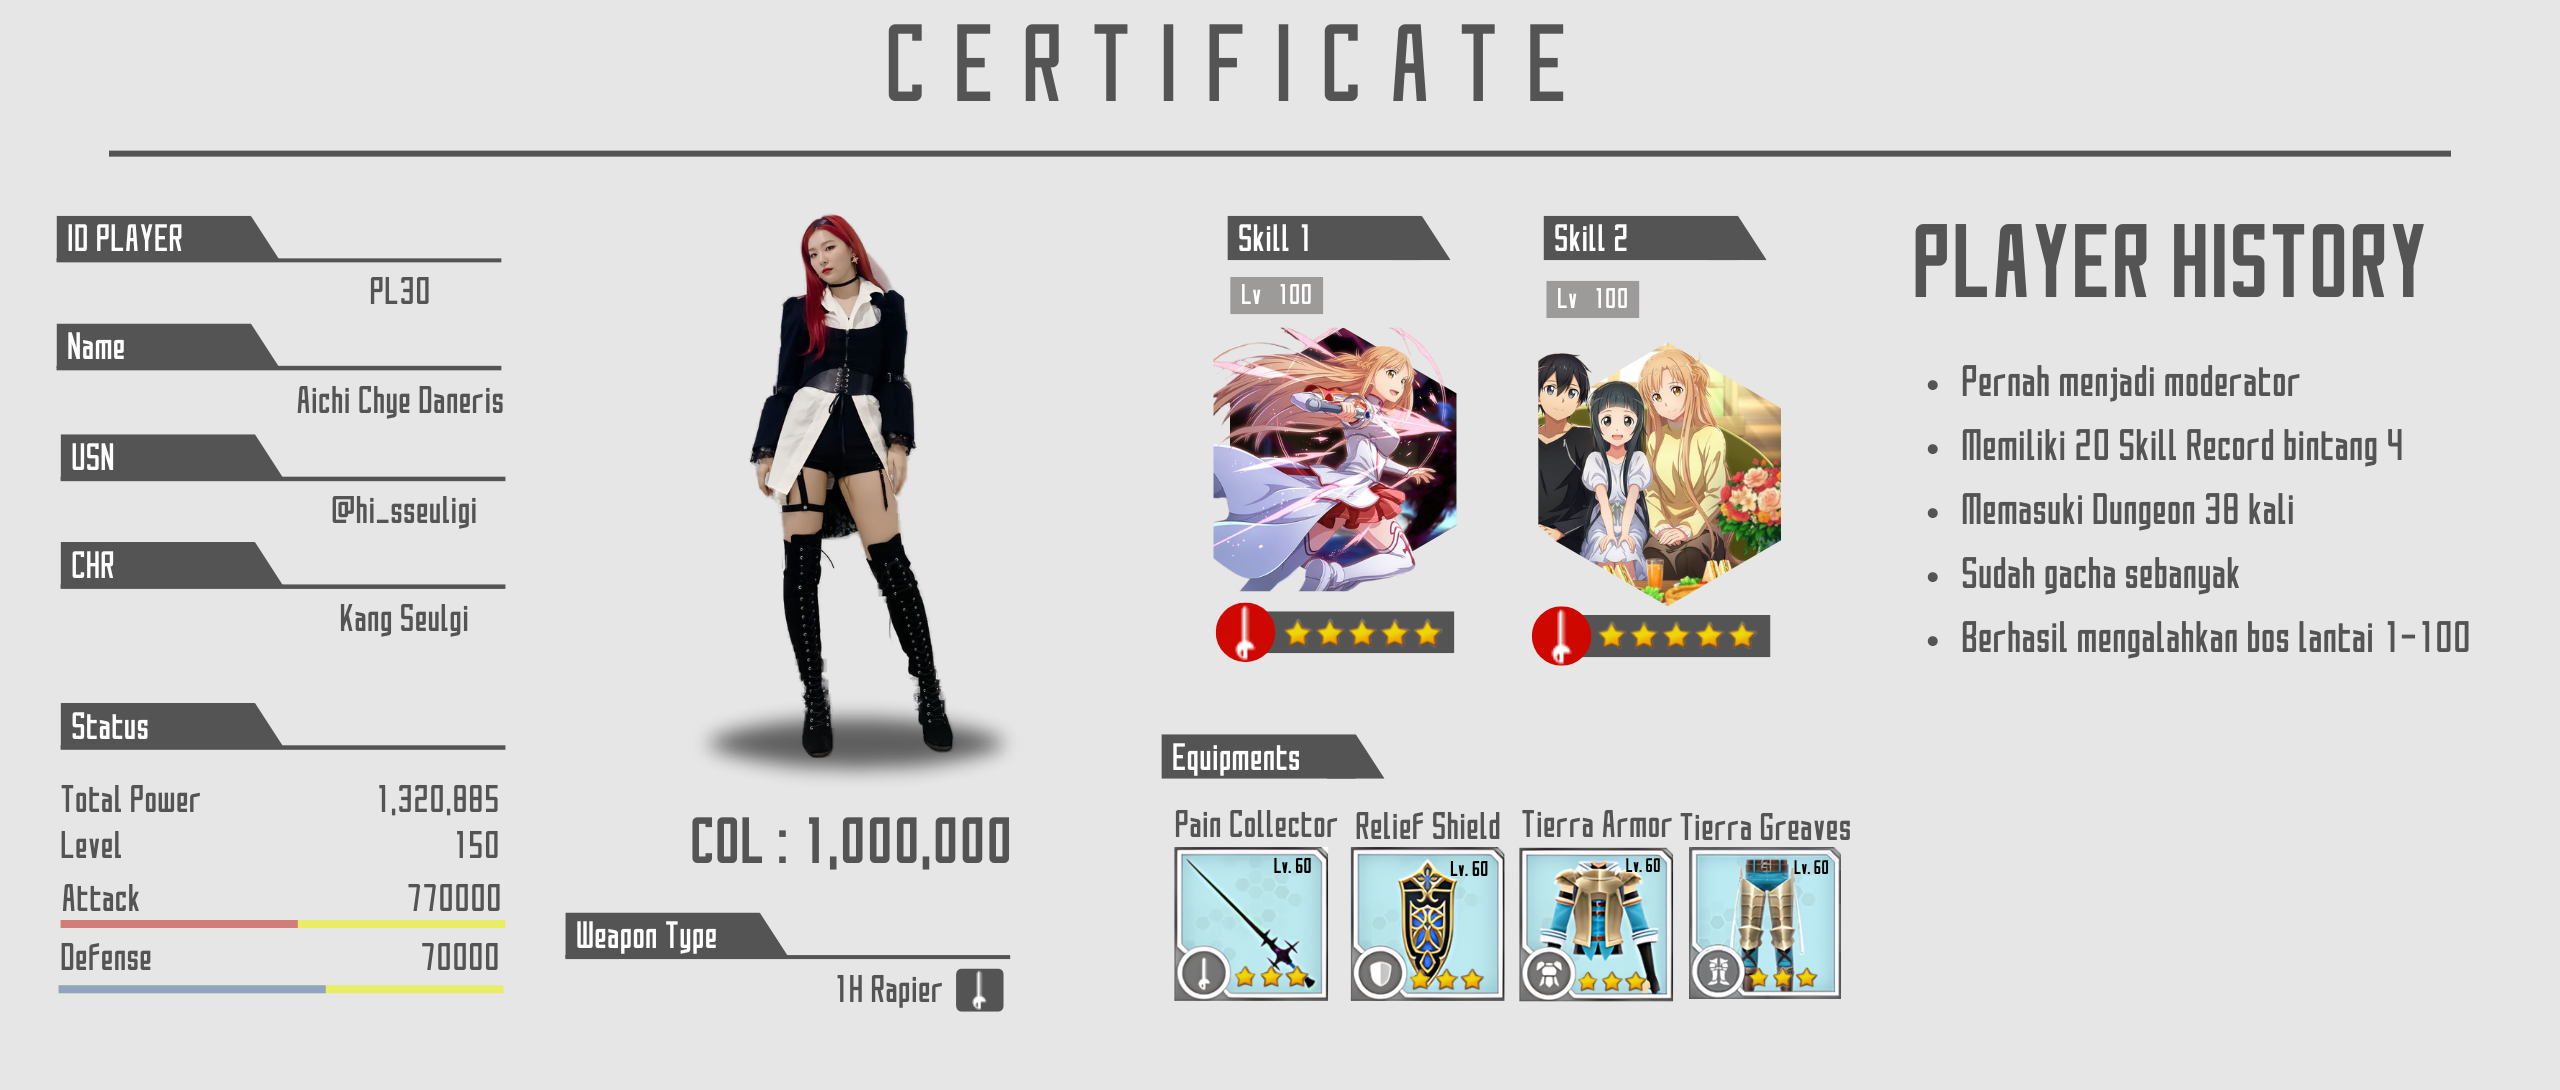 CERTIFICATE
ID PLAYER
PL30
Name
Aichi Chye Daneris
USN
@hi_sseuligi
CHR
Kang Seulgi
Status
Total Power 1,320,885
Level 150
Attack 770000
Defense 70000
COL : 1,000,000
Weapon Type
1H Rapier
Skill 1
Lv 100
Skill 2
Lv 100
Equipments
Pain Collector
Lv. 60
Relief Shield
Lv. 60
Tierra Armor
Lv. 60
Tierra Greaves
Lv. 60
PLAYER HISTORY
• Pernah menjadi moderator
• Memiliki 20 Skill Record bintang 4
• Memasuki Dungeon 38 kali
• Sudah gacha sebanyak
• Berhasil mengalahkan bos lantai 1-100